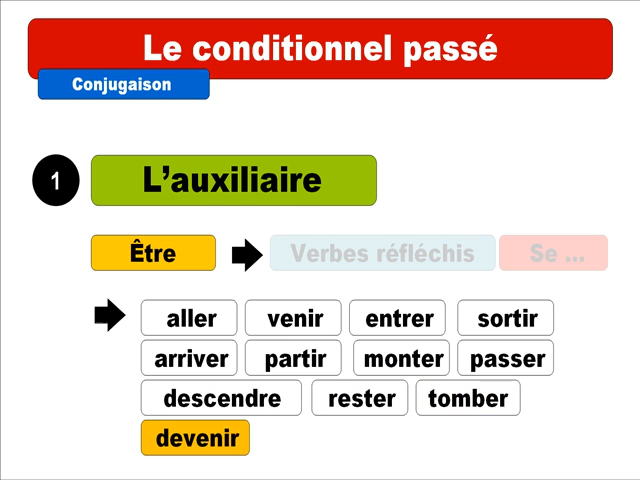 Le conditionnel passé
Conjugaison
1 L’auxiliaire
Être Verbes réfléchis Se ...
aller venir entrer sortir
arriver partir monter passer
descendre rester tomber
devenir